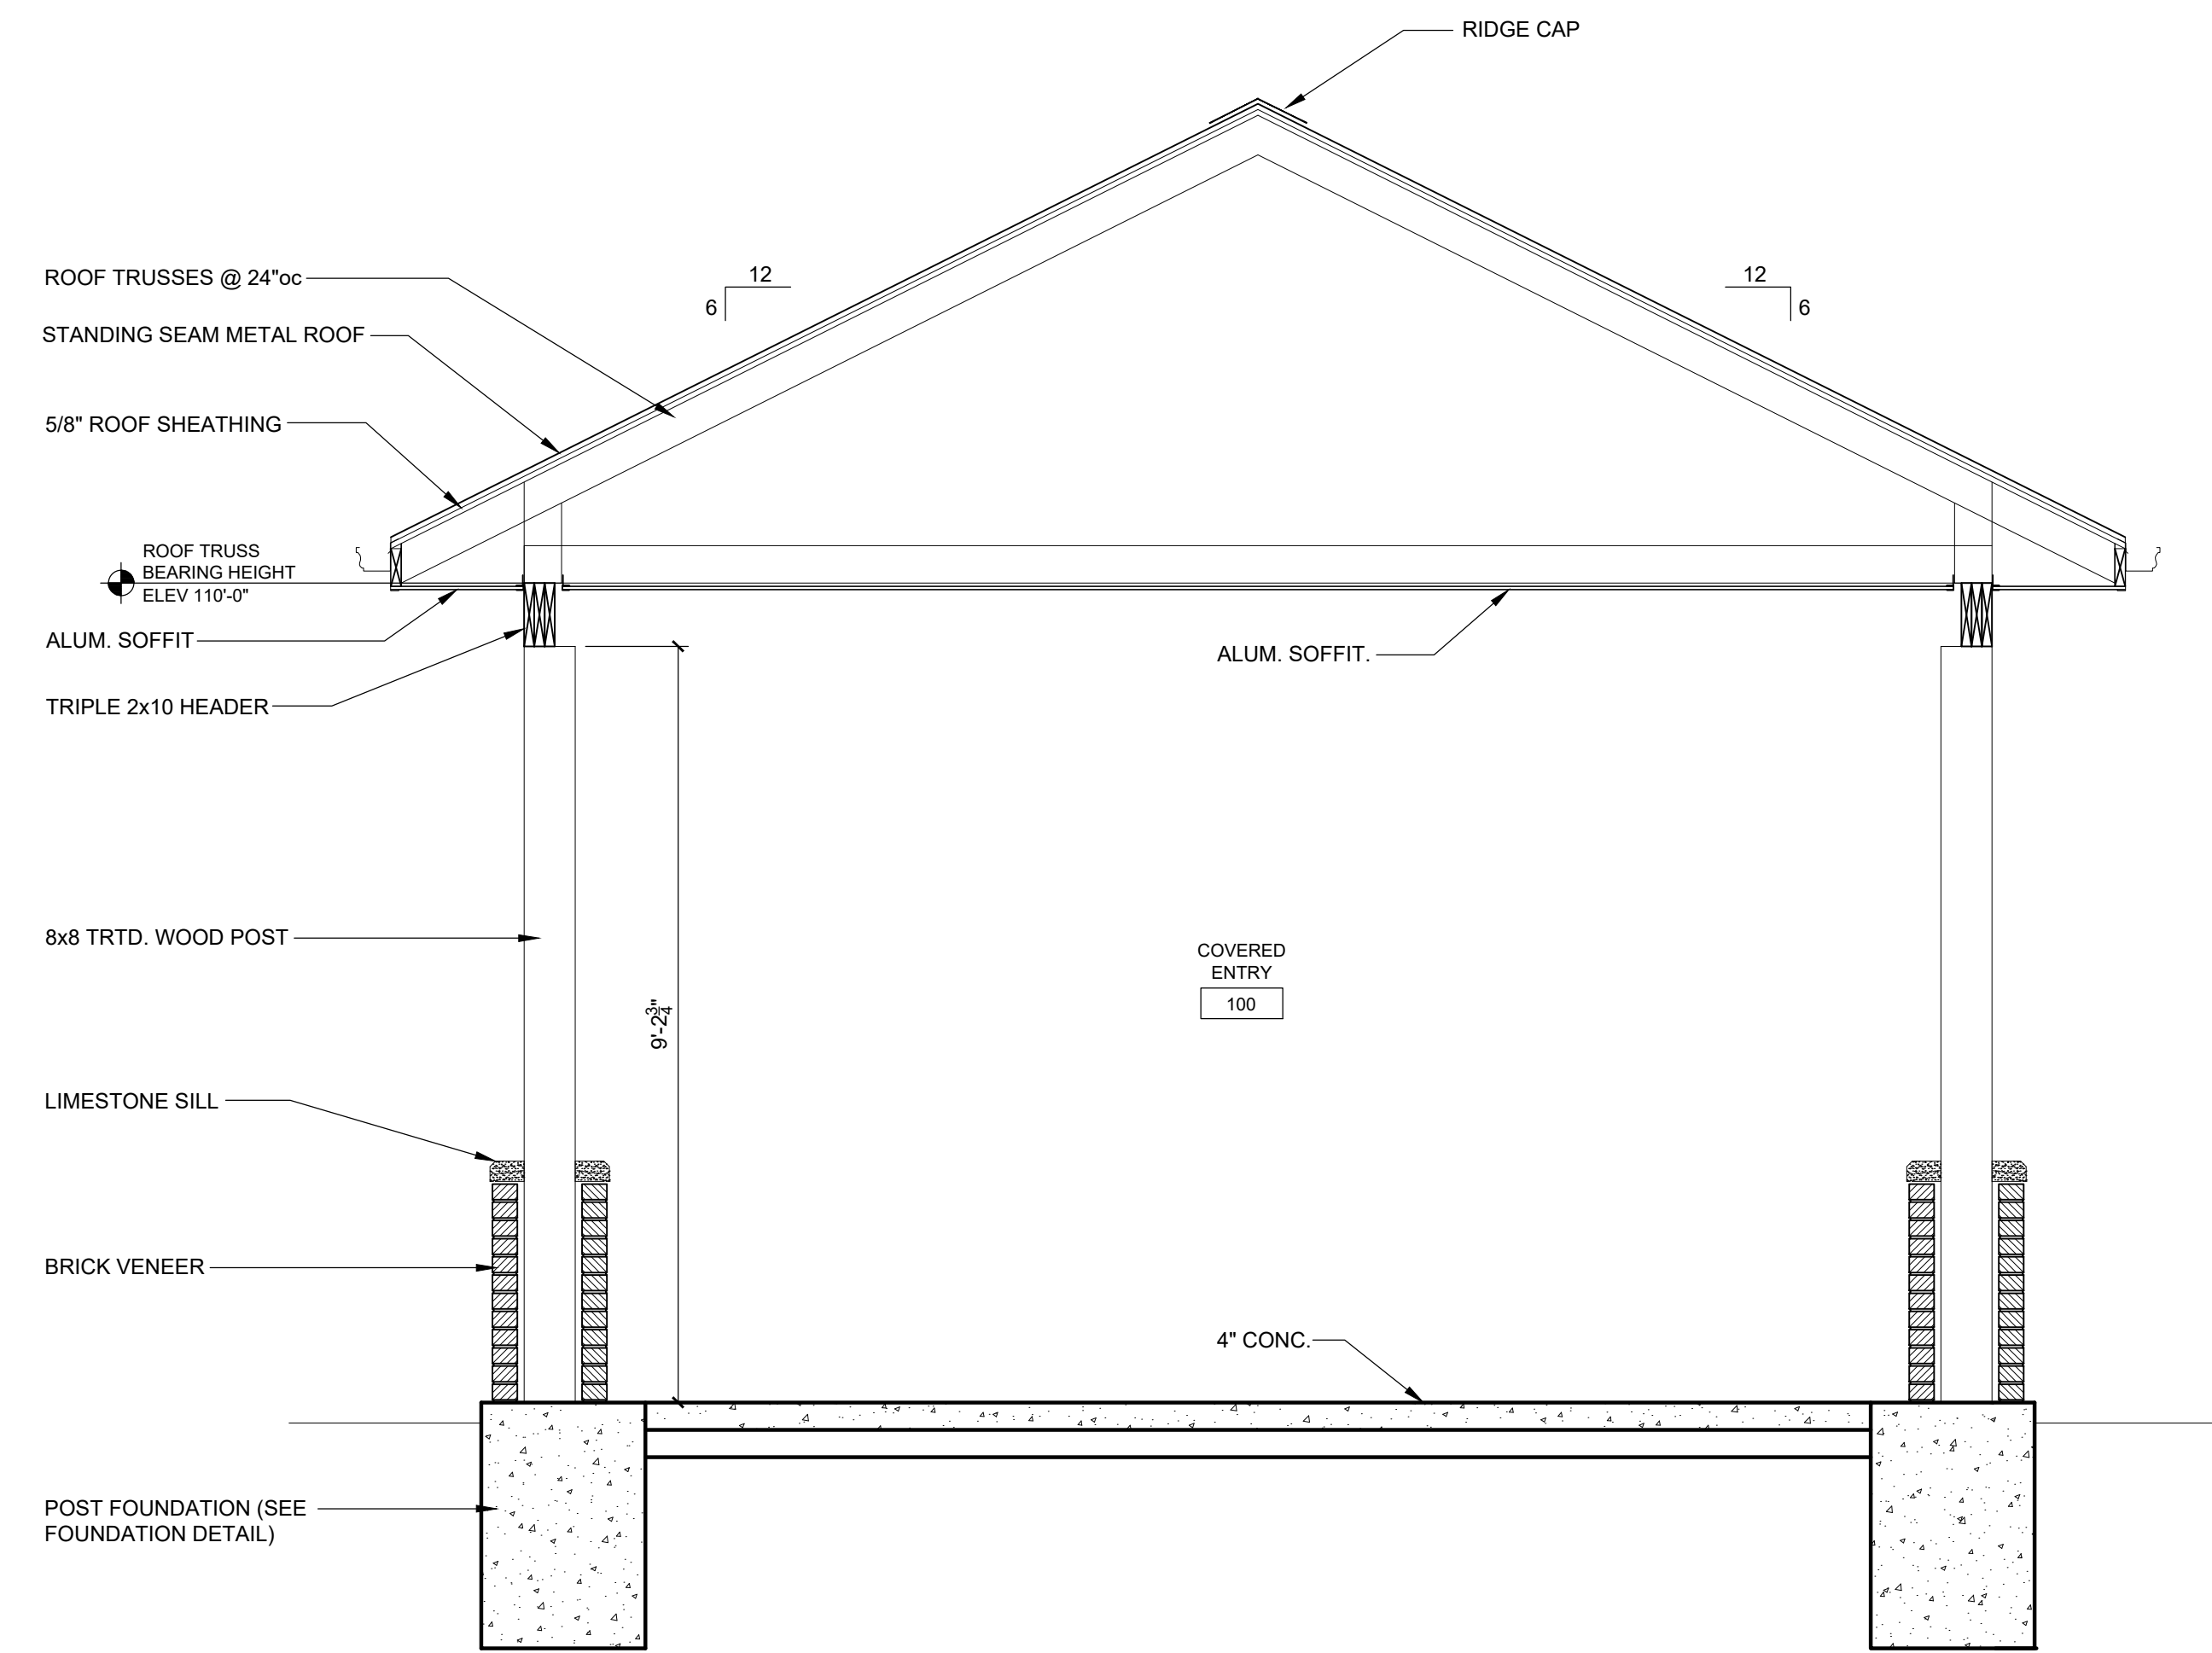 RIDGE CAP
12
6
12
6
ROOF TRUSSES @ 24"oc
STANDING SEAM METAL ROOF
5/8" ROOF SHEATHING
ROOF TRUSS
BEARING HEIGHT
ELEV 110'-0"
ALUM. SOFFIT
ALUM. SOFFIT.
TRIPLE 2x10 HEADER
8x8 TRTD. WOOD POST
COVERED
ENTRY
100
9'-2 3/4"
LIMESTONE SILL
BRICK VENEER
4" CONC.
POST FOUNDATION (SEE
FOUNDATION DETAIL)